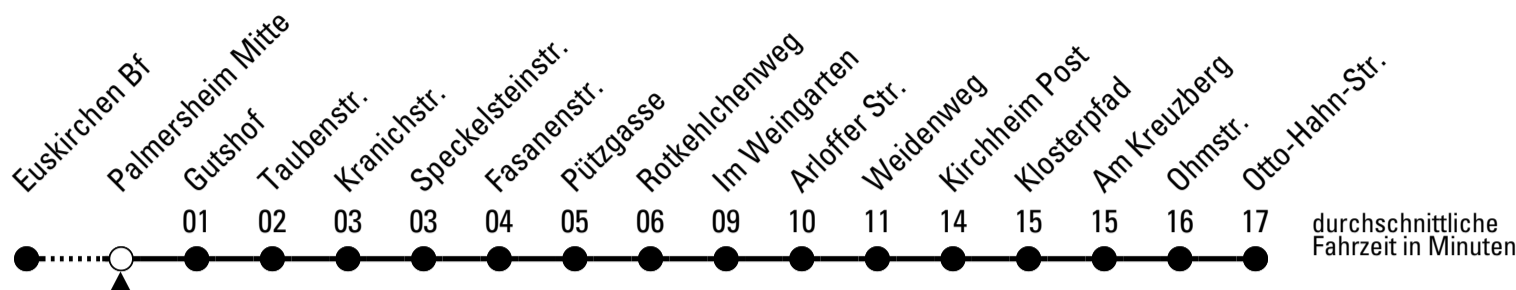 Euskirchen Bf
Palmersheim Mitte
Gutshof
Taubenstr.
Kranichstr.
Speckelsteinstr.
Fasanenstr.
Pützgasse
Rotkehlchenweg
Im Weingarten
Arloffer Str.
Weidenweg
Kirchheim Post
Klosterpfad
Am Kreuzberg
Ohmstr.
Otto-Hahn-Str.
01 02 03 03 04 05 06 09 10 11 14 15 15 16 17
durchschnittliche
Fahrzeit in Minuten